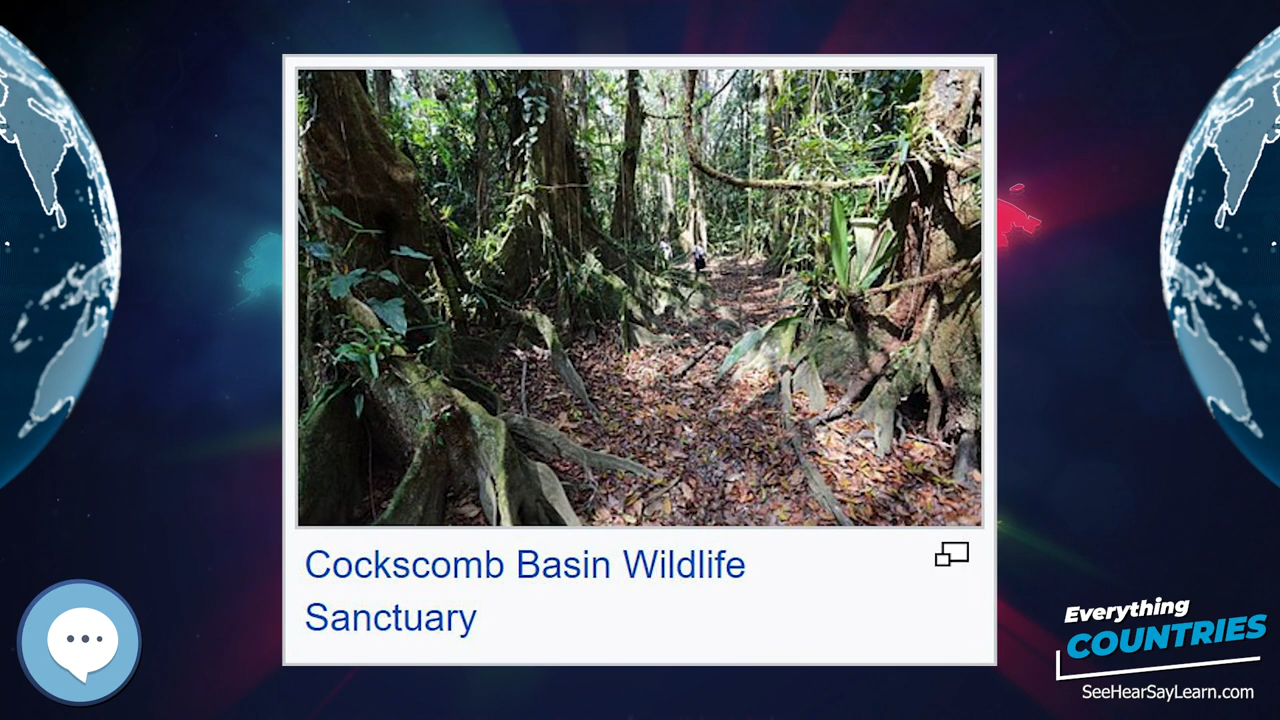 Cockscomb Basin Wildlife
Sanctuary
Everything
COUNTRIES
SeeHearSayLearn.com